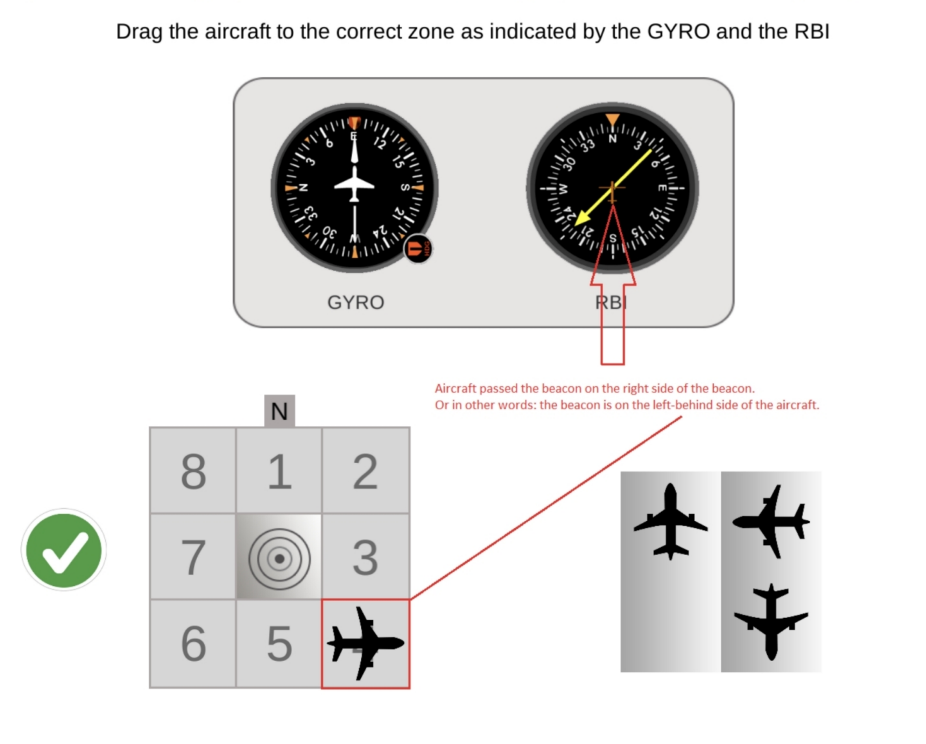 Drag the aircraft to the correct zone as indicated by the GYRO and the RBI
E
6 12
3 15
N S
33 21
30 24
W
HDG
N
33 3
30 6
W E
24 12
21 15
S
GYRO RBI
Aircraft passed the beacon on the right side of the beacon.
Or in other words: the beacon is on the left-behind side of the aircraft.
N
8 1 2
7 3
6 5